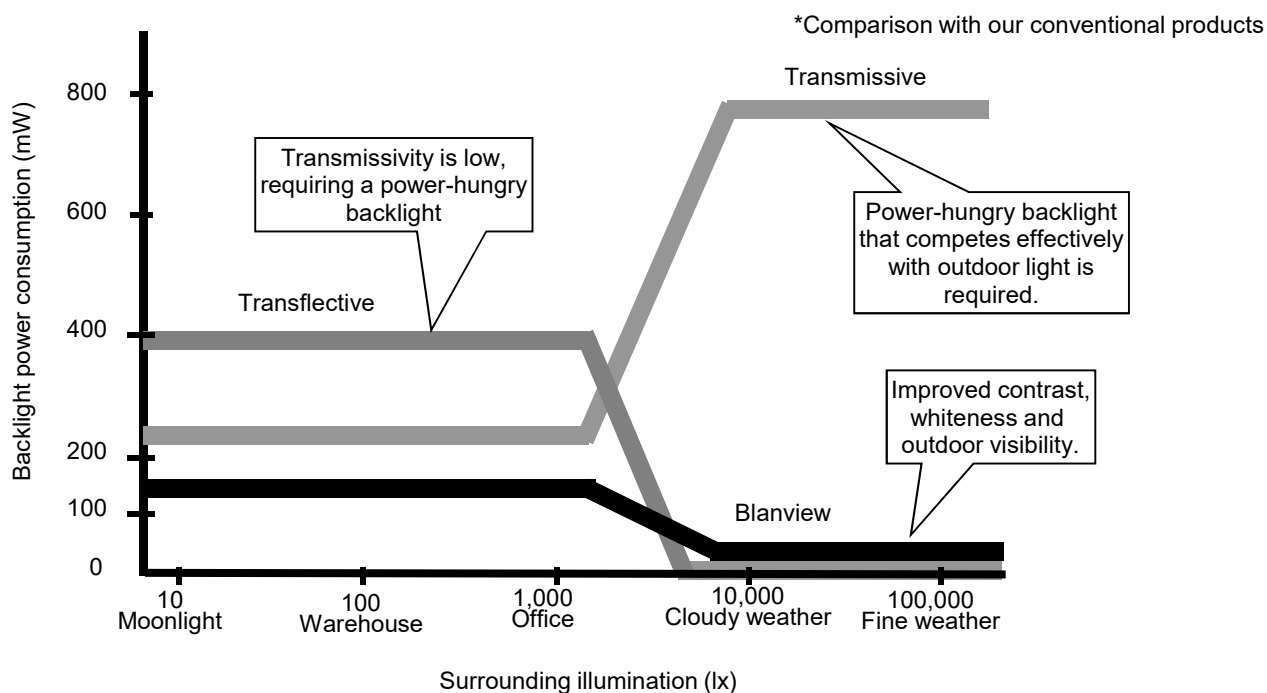 *Comparison with our conventional products
Transmissive
800
Transmissivity is low,
requiring a power-hungry
backlight
Power-hungry backlight
that competes effectively
with outdoor light is
required.
600
Transflective
400
Improved contrast,
whiteness and
outdoor visibility.
200
100
Blanview
0
Backlight power consumption (mW)
10
100
1,000
10,000
100,000
Moonlight
Warehouse
Office
Cloudy weather
Fine weather
Surrounding illumination (lx)